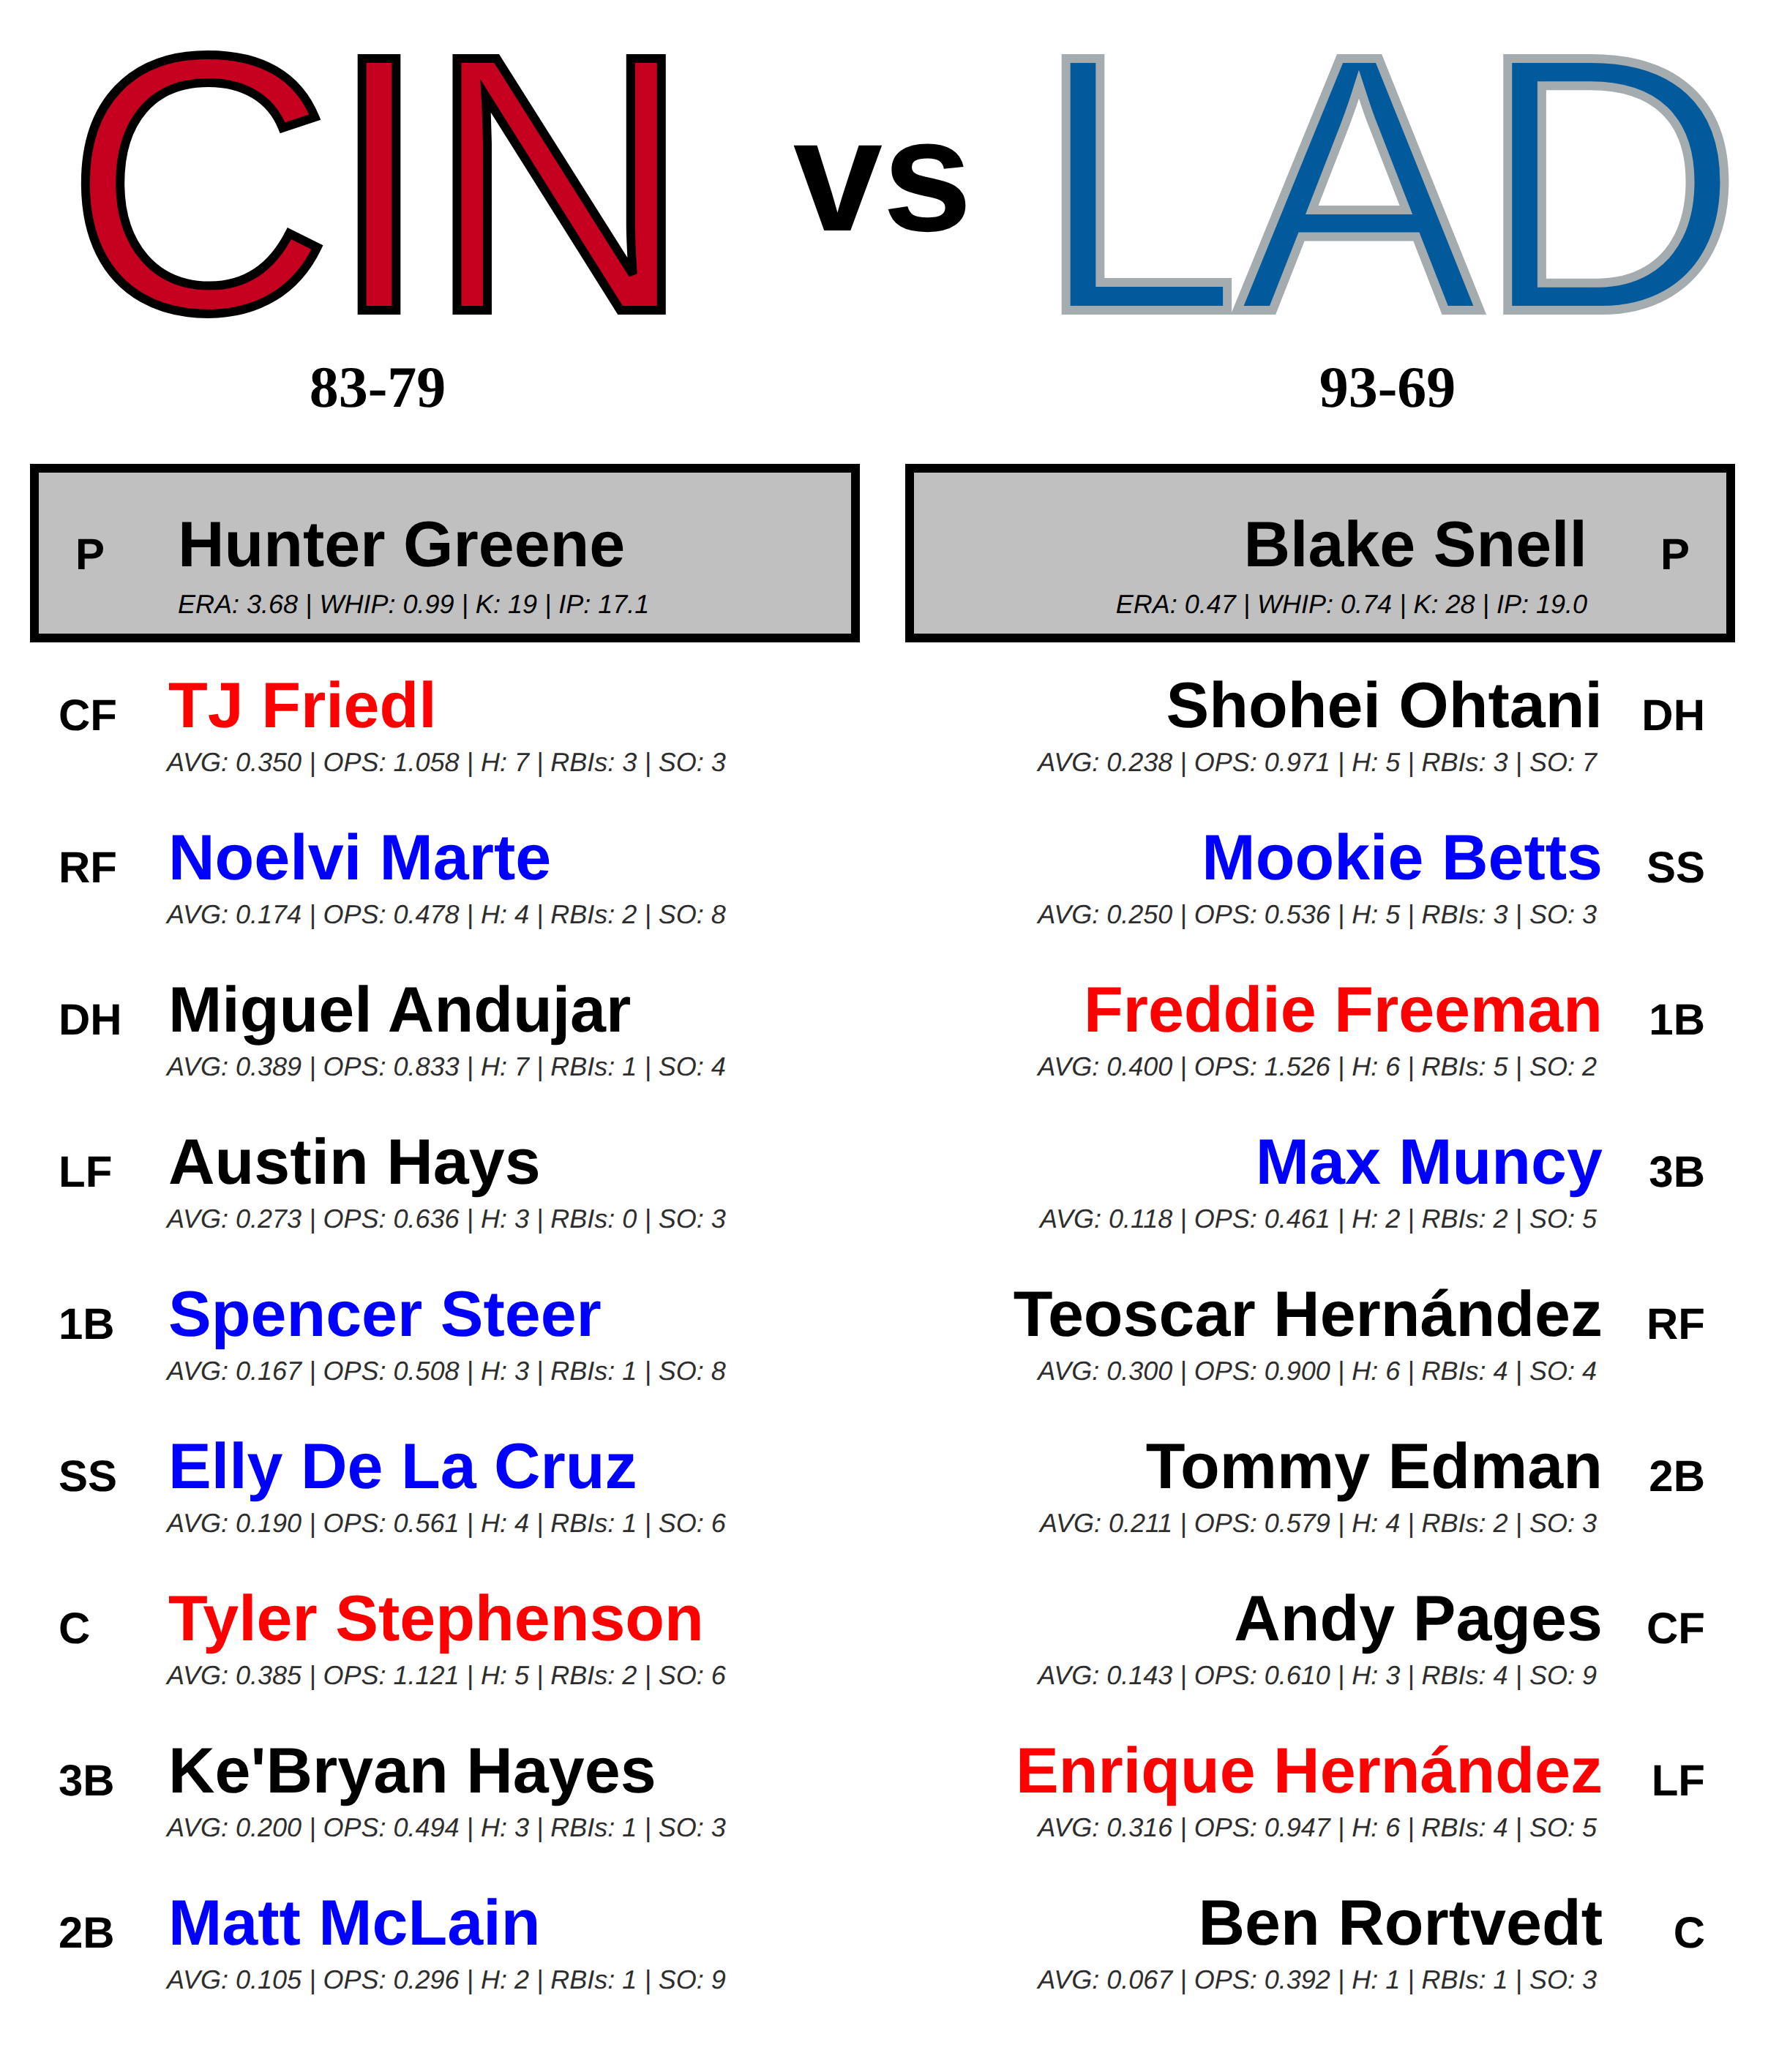 CIN vs LAD
83-79 93-69
P Hunter Greene Blake Snell P
ERA: 3.68 | WHIP: 0.99 | K: 19 | IP: 17.1 ERA: 0.47 | WHIP: 0.74 | K: 28 | IP: 19.0
CF TJ Friedl Shohei Ohtani DH
AVG: 0.350 | OPS: 1.058 | H: 7 | RBIs: 3 | SO: 3 AVG: 0.238 | OPS: 0.971 | H: 5 | RBIs: 3 | SO: 7
RF Noelvi Marte Mookie Betts SS
AVG: 0.174 | OPS: 0.478 | H: 4 | RBIs: 2 | SO: 8 AVG: 0.250 | OPS: 0.536 | H: 5 | RBIs: 3 | SO: 3
DH Miguel Andujar Freddie Freeman 1B
AVG: 0.389 | OPS: 0.833 | H: 7 | RBIs: 1 | SO: 4 AVG: 0.400 | OPS: 1.526 | H: 6 | RBIs: 5 | SO: 2
LF Austin Hays Max Muncy 3B
AVG: 0.273 | OPS: 0.636 | H: 3 | RBIs: 0 | SO: 3 AVG: 0.118 | OPS: 0.461 | H: 2 | RBIs: 2 | SO: 5
1B Spencer Steer Teoscar Hernández RF
AVG: 0.167 | OPS: 0.508 | H: 3 | RBIs: 1 | SO: 8 AVG: 0.300 | OPS: 0.900 | H: 6 | RBIs: 4 | SO: 4
SS Elly De La Cruz Tommy Edman 2B
AVG: 0.190 | OPS: 0.561 | H: 4 | RBIs: 1 | SO: 6 AVG: 0.211 | OPS: 0.579 | H: 4 | RBIs: 2 | SO: 3
C Tyler Stephenson Andy Pages CF
AVG: 0.385 | OPS: 1.121 | H: 5 | RBIs: 2 | SO: 6 AVG: 0.143 | OPS: 0.610 | H: 3 | RBIs: 4 | SO: 9
3B Ke'Bryan Hayes Enrique Hernández LF
AVG: 0.200 | OPS: 0.494 | H: 3 | RBIs: 1 | SO: 3 AVG: 0.316 | OPS: 0.947 | H: 6 | RBIs: 4 | SO: 5
2B Matt McLain Ben Rortvedt C
AVG: 0.105 | OPS: 0.296 | H: 2 | RBIs: 1 | SO: 9 AVG: 0.067 | OPS: 0.392 | H: 1 | RBIs: 1 | SO: 3